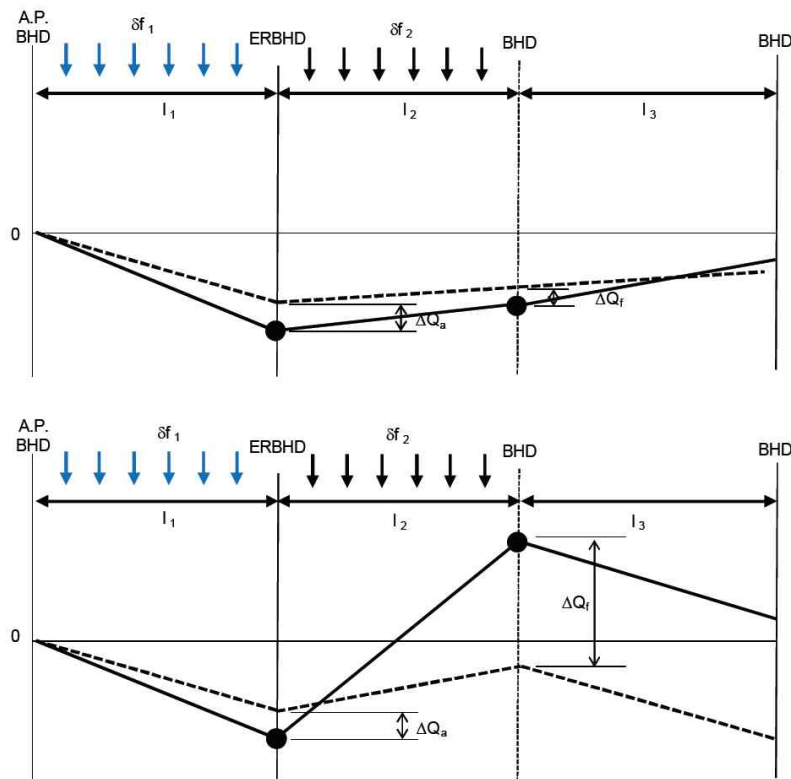 A.P.
BHD δf 1 ERBHD δf 2 BHD BHD
l 1 l 2 l 3
0
ΔQa ΔQf
A.P.
BHD δf 1 ERBHD δf 2 BHD BHD
l 1 l 2 l 3
ΔQf
0
ΔQa